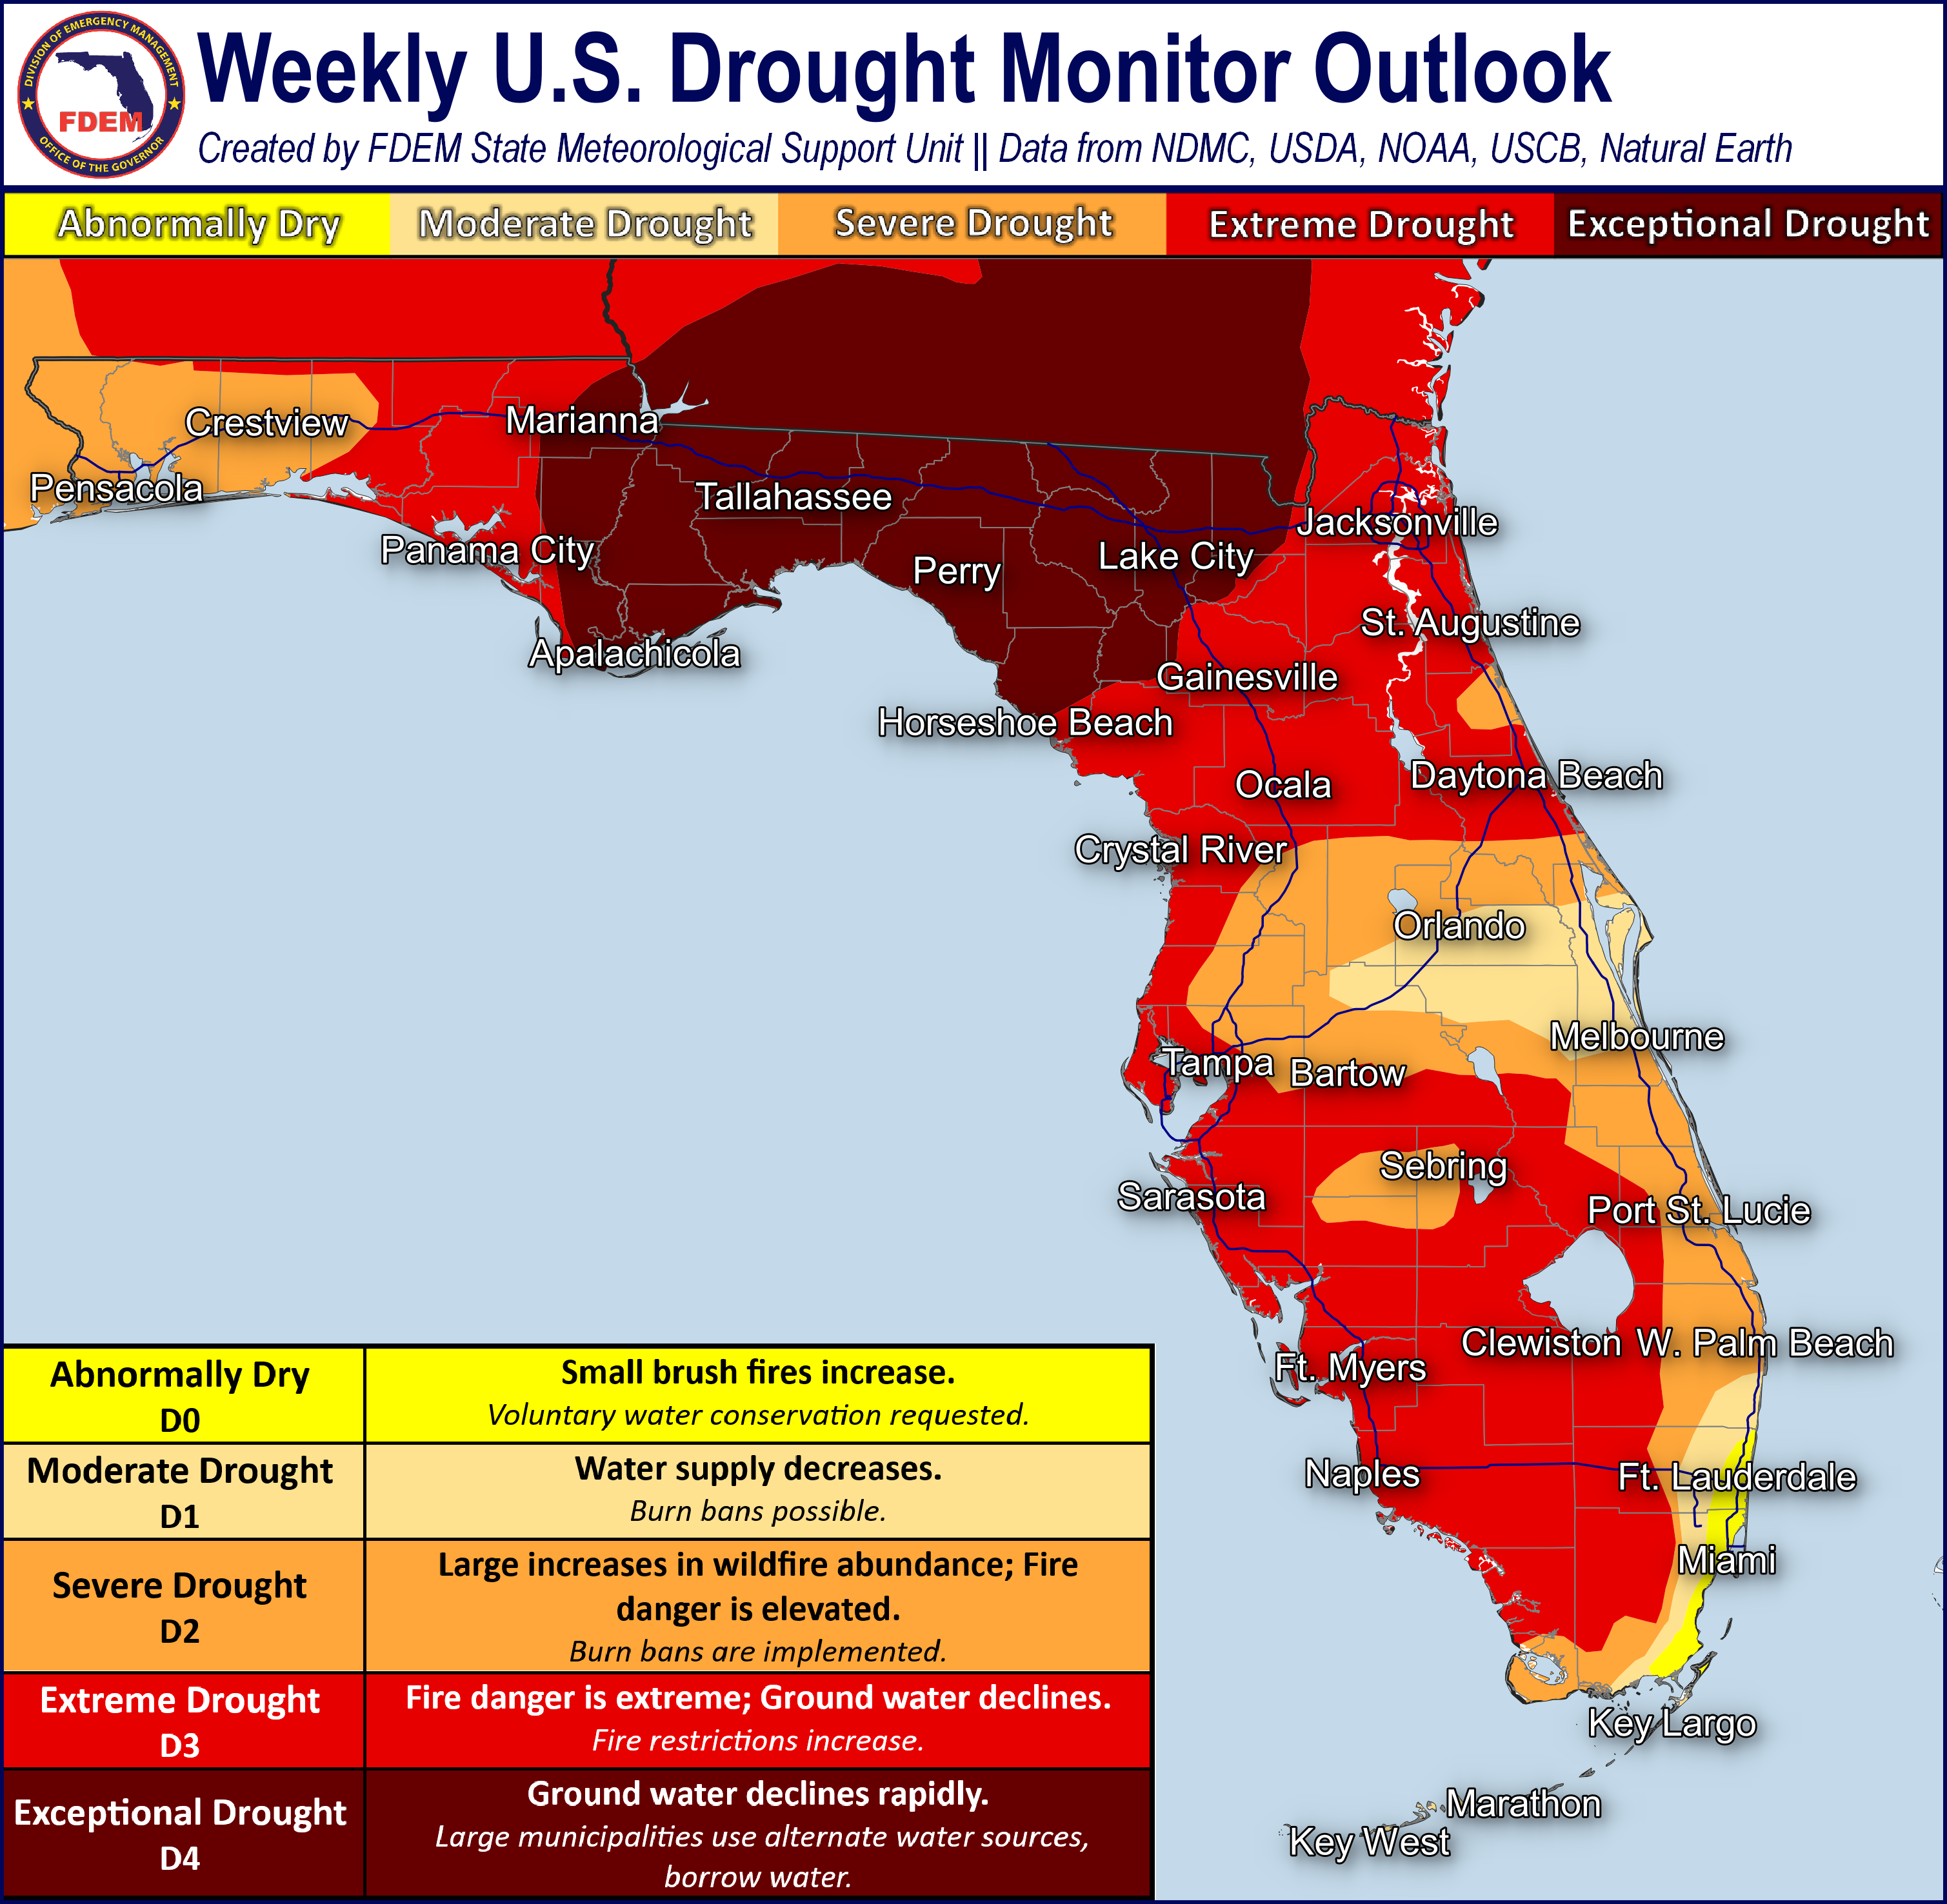 DIVISION OF EMERGENCY MANAGEMENT
FDEM
OFFICE OF THE GOVERNOR
Weekly U.S. Drought Monitor Outlook
Created by FDEM State Meteorological Support Unit || Data from NDMC, USDA, NOAA, USCB, Natural Earth
Abnormally Dry
Moderate Drought
Severe Drought
Extreme Drought
Exceptional Drought
Crestview
Marianna
Pensacola
Tallahassee
Jacksonville
Panama City
Lake City
Perry
St. Augustine
Apalachicola
Gainesville
Horseshoe Beach
Daytona Beach
Ocala
Crystal River
Orlando
Melbourne
Tampa
Bartow
Sebring
Sarasota
Port St. Lucie
Clewiston
W. Palm Beach
Ft. Myers
Naples
Ft. Lauderdale
Miami
Key Largo
Marathon
Key West
Abnormally Dry
D0
Small brush fires increase.
Voluntary water conservation requested.
Moderate Drought
D1
Water supply decreases.
Burn bans possible.
Severe Drought
D2
Large increases in wildfire abundance; Fire
danger is elevated.
Burn bans are implemented.
Extreme Drought
D3
Fire danger is extreme; Ground water declines.
Fire restrictions increase.
Exceptional Drought
D4
Ground water declines rapidly.
Large municipalities use alternate water sources,
borrow water.